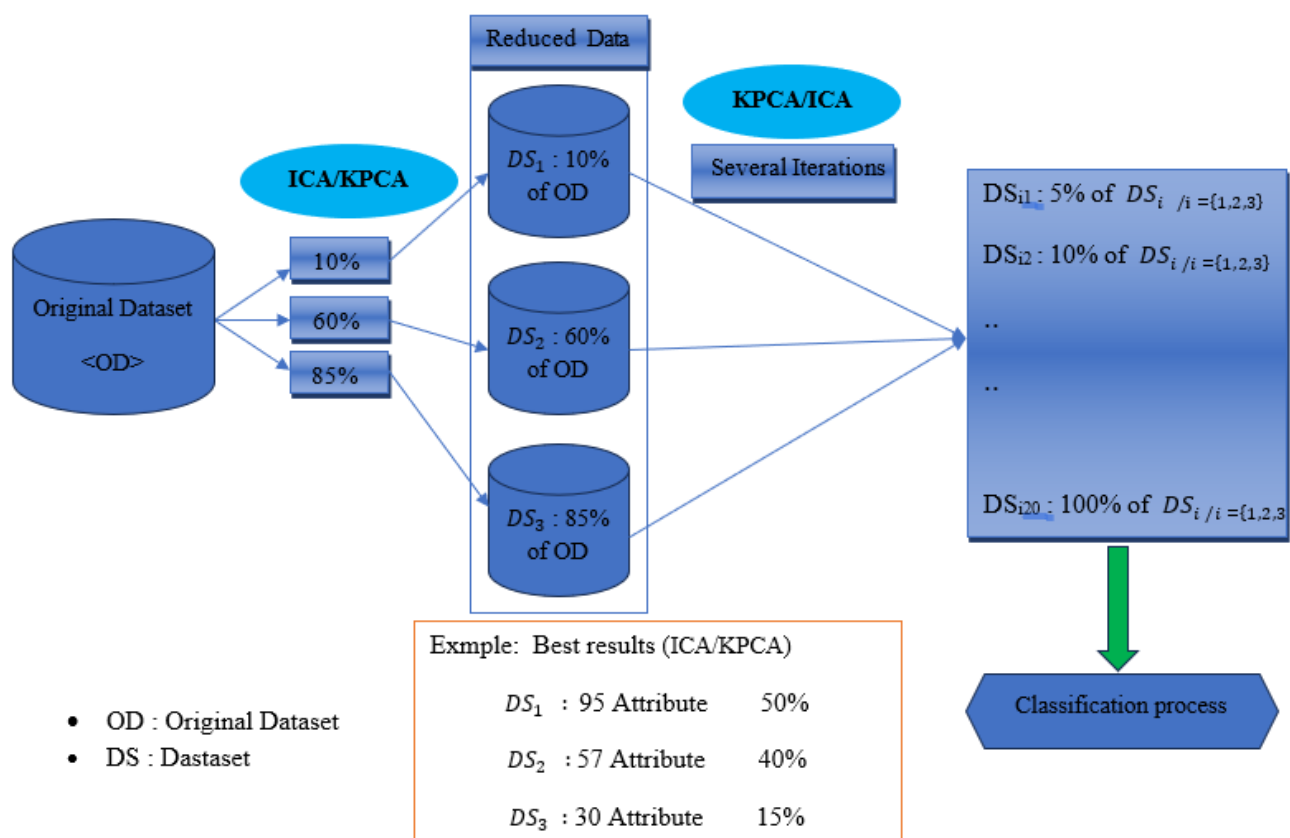 Reduced Data
KPCA/ICA
Several Iterations
ICA/KPCA
Original Dataset
<OD>
10%
60%
85%
DS₁ : 10%
of OD
DS₂ : 60%
of OD
DS₃ : 85%
of OD
DSi1 : 5% of DSi /i ={1,2,3}
DSi2 : 10% of DSi /i ={1,2,3}
..
..
DSi20 : 100% of DSi /i ={1,2,3
Classification process
Exmple: Best results (ICA/KPCA)
DS₁ : 95 Attribute 50%
DS₂ : 57 Attribute 40%
DS₃ : 30 Attribute 15%
• OD : Original Dataset
• DS : Dastaset